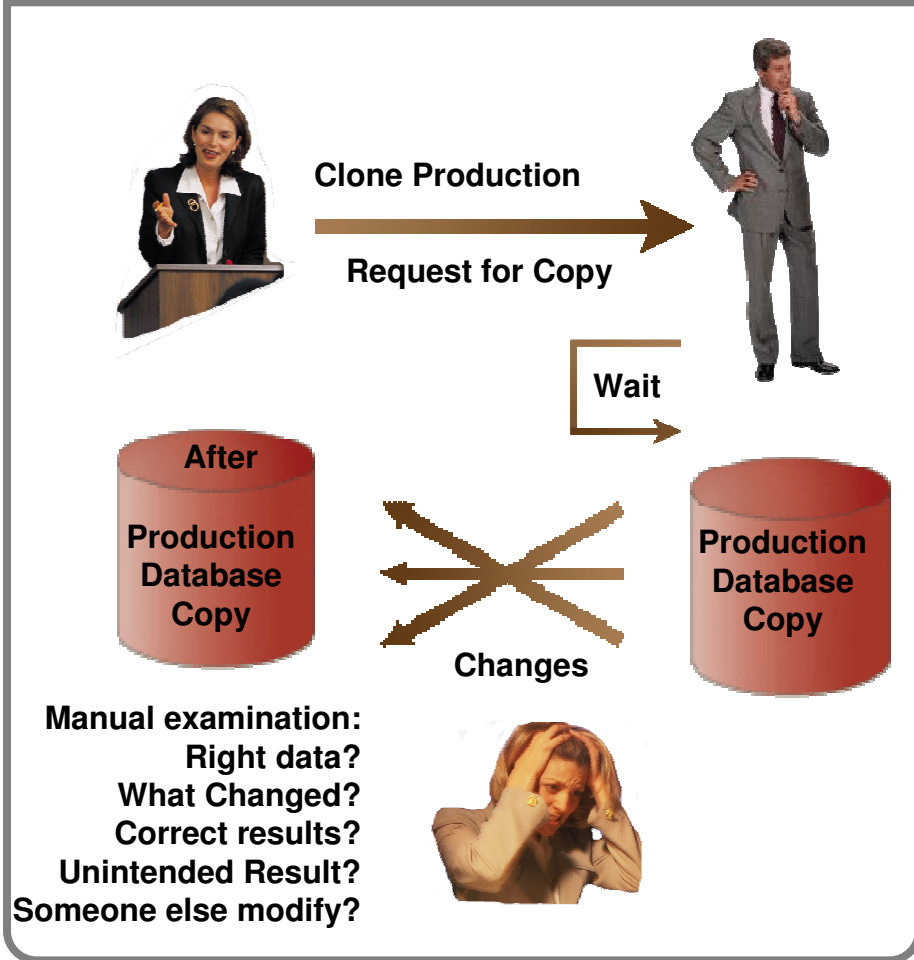 Clone Production
Request for Copy
Wait
After
Production
Database
Copy
Production
Database
Copy
Changes
Manual examination:
Right data?
What Changed?
Correct results?
Unintended Result?
Someone else modify?